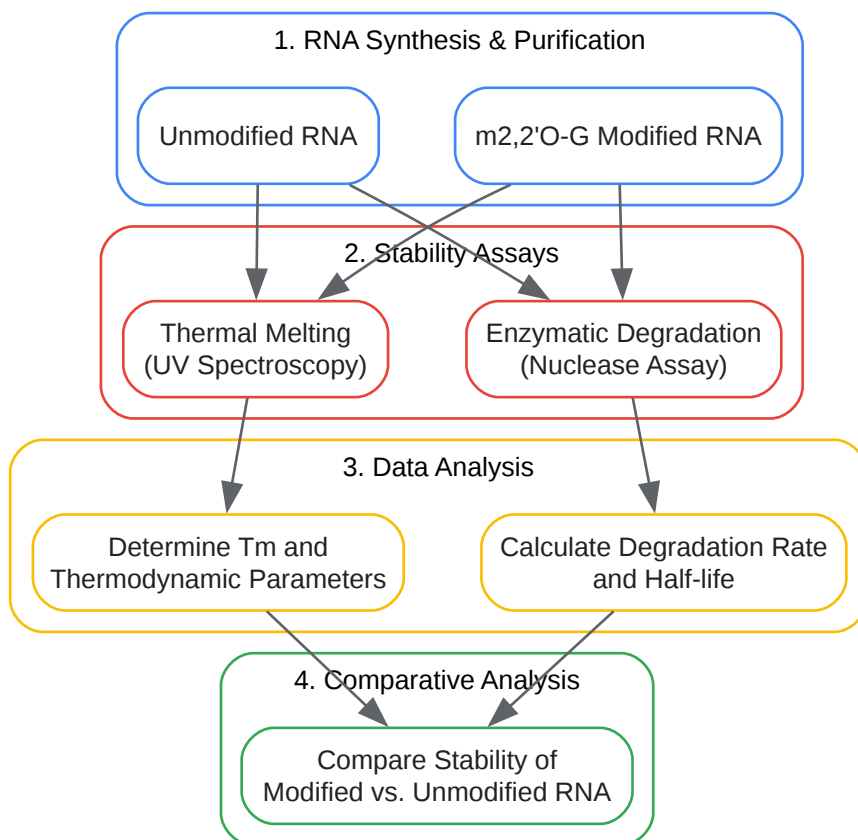 1. RNA Synthesis & Purification
Unmodified RNA
m2,2'O-G Modified RNA
2. Stability Assays
Thermal Melting
(UV Spectroscopy)
Enzymatic Degradation
(Nuclease Assay)
3. Data Analysis
Determine Tm and
Thermodynamic Parameters
Calculate Degradation Rate
and Half-life
4. Comparative Analysis
Compare Stability of
Modified vs. Unmodified RNA